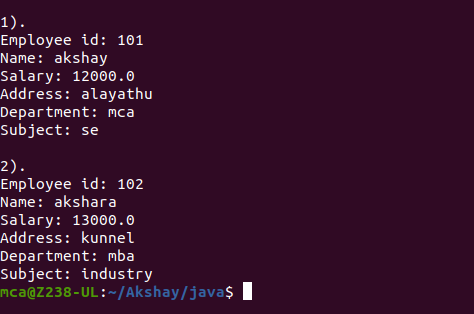 1).
Employee id: 101
Name: akshay
Salary: 12000.0
Address: alayathu
Department: mca
Subject: se
2).
Employee id: 102
Name: akshara
Salary: 13000.0
Address: kunnel
Department: mba
Subject: industry
mca@Z238-UL:~/Akshay/java$